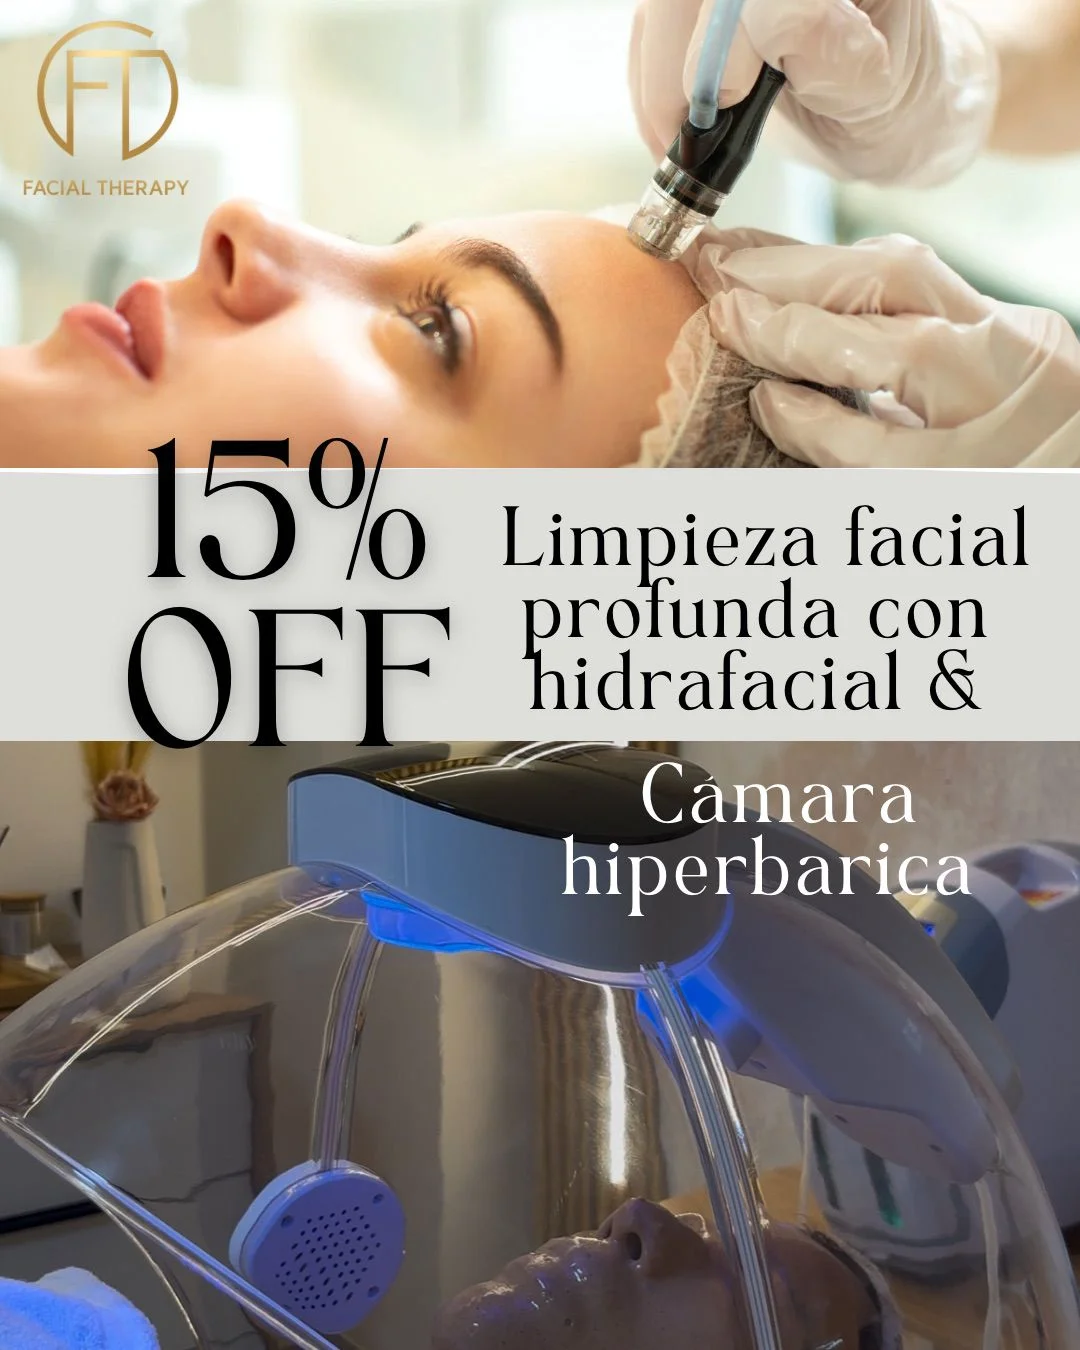 FT
FACIAL THERAPY
15%
OFF
Limpieza facial
profunda con
hidrafacial &
Cámara
hiperbarica